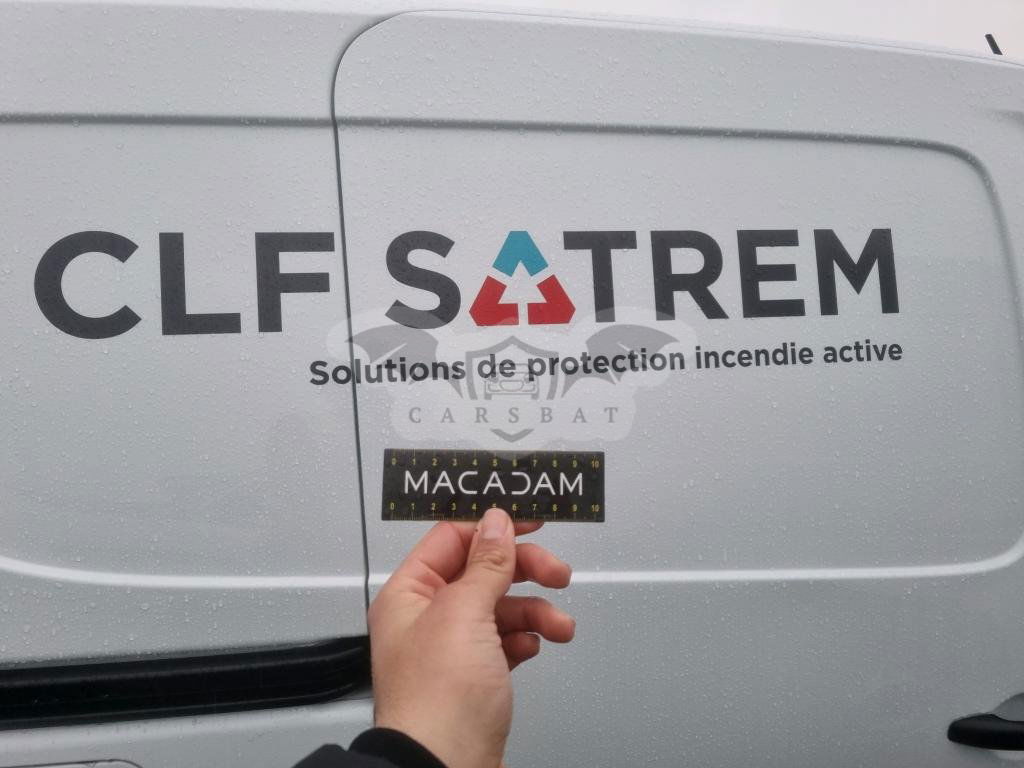 CLF SATREM
Solutions de protection incendie active
CARSBAT
0 1 2 3 4 5 6 7 8 9 10
MACADAM
0 1 2 3 4 5 6 7 8 9 10